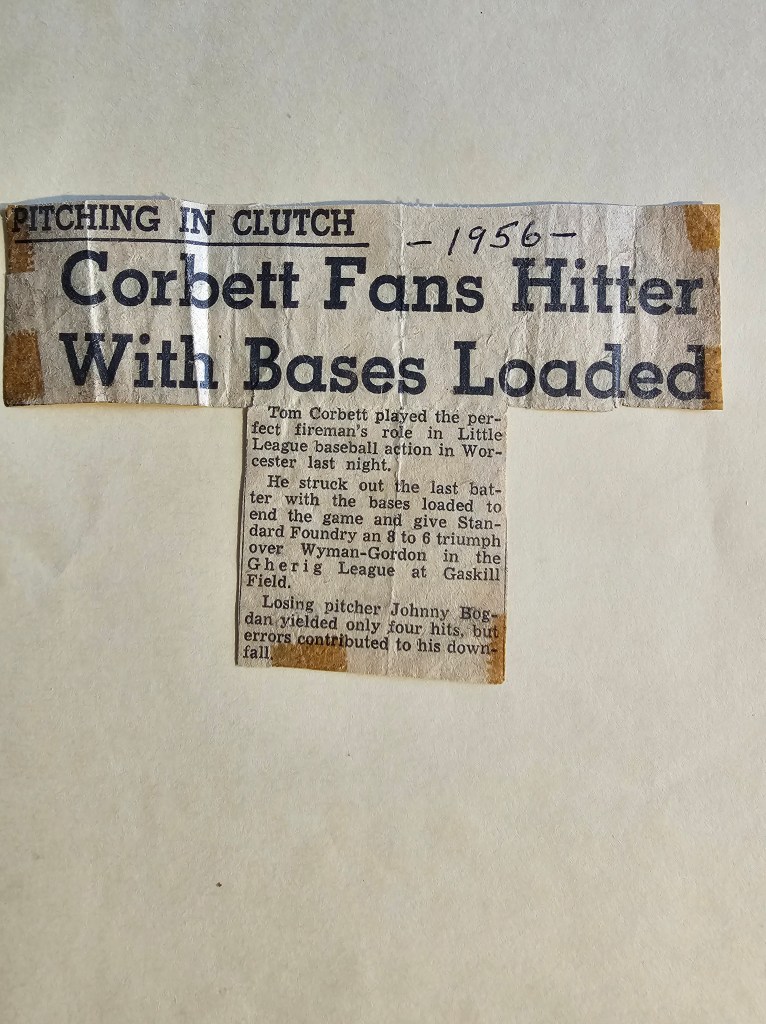 PITCHING IN CLUTCH
-1956-
Corbett Fans Hitter
With Bases Loaded
Tom Corbett played the per-
fect fireman's role in Little
League baseball action in Wor-
cester last night.
He struck out the last bat-
ter with the bases loaded to
end the game and give Stan-
dard Foundry an 8 to 6 triumph
over Wyman-Gordon in the
Gherig League at Gaskill
Field.
Losing pitcher Johnny Bog-
dan yielded only four hits, but
errors contributed to his down-
fall.